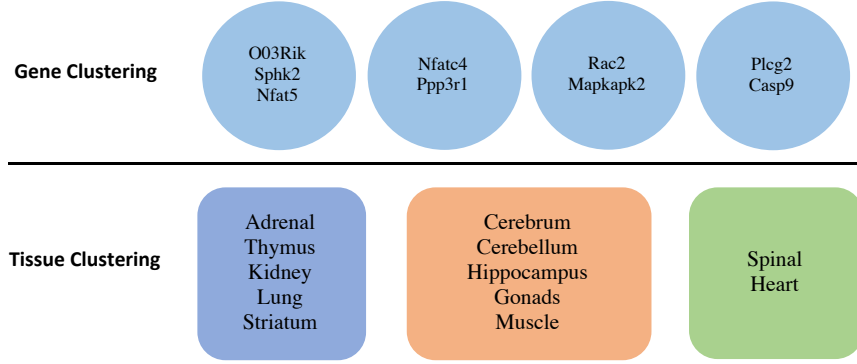 Gene Clustering
O03Rik
Sphk2
Nfat5
Nfatc4
Ppp3r1
Rac2
Mapkapk2
Plcg2
Casp9
Tissue Clustering
Adrenal
Thymus
Kidney
Lung
Striatum
Cerebrum
Cerebellum
Hippocampus
Gonads
Muscle
Spinal
Heart